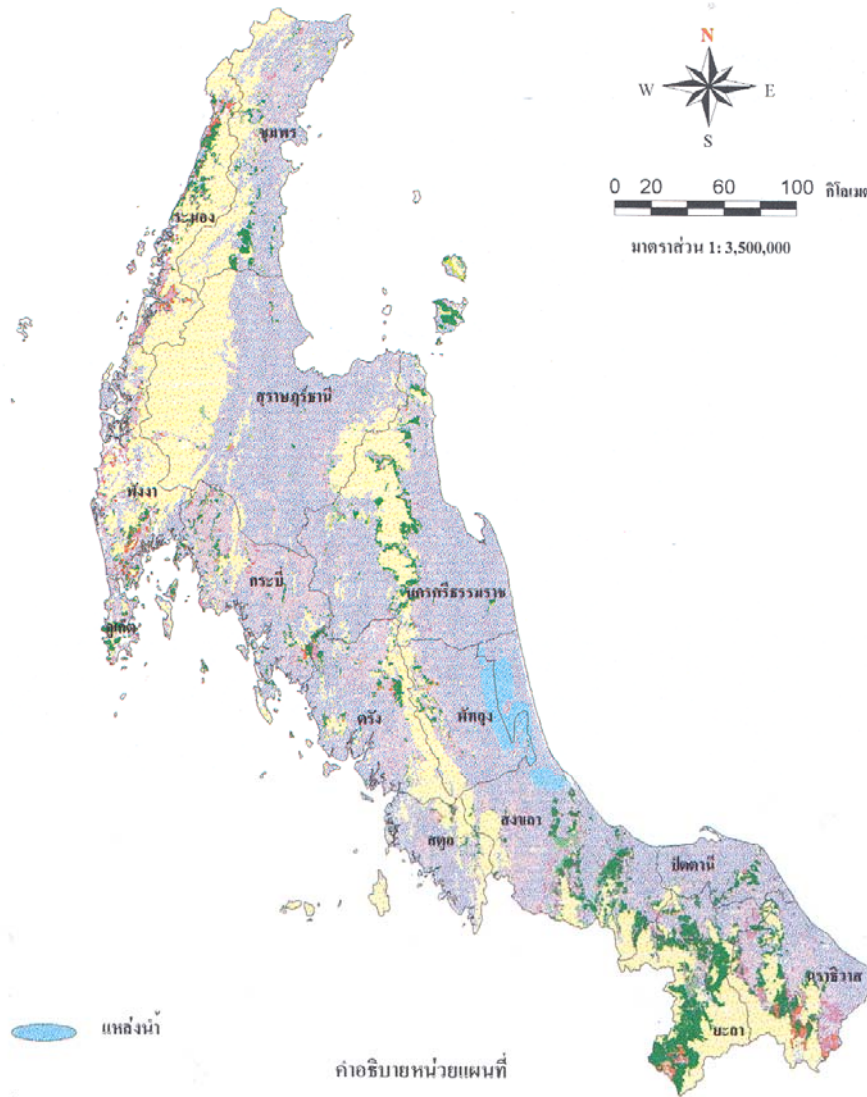 N
W E
S
ชุมพร
0 20 60 100 กิโลเมต
ระนอง
มาตราส่วน 1: 3,500,000
สุราษฎร์ธานี
พังงา
กระบี่
นครศรีธรรมราช
ภูเก็ต
ตรัง
พัทลุง
สงขลา
สตูล
ปัตตานี
นราธิวาส
ยะลา
แหล่งน้ำ
คำอธิบายหน่วยแผนที่